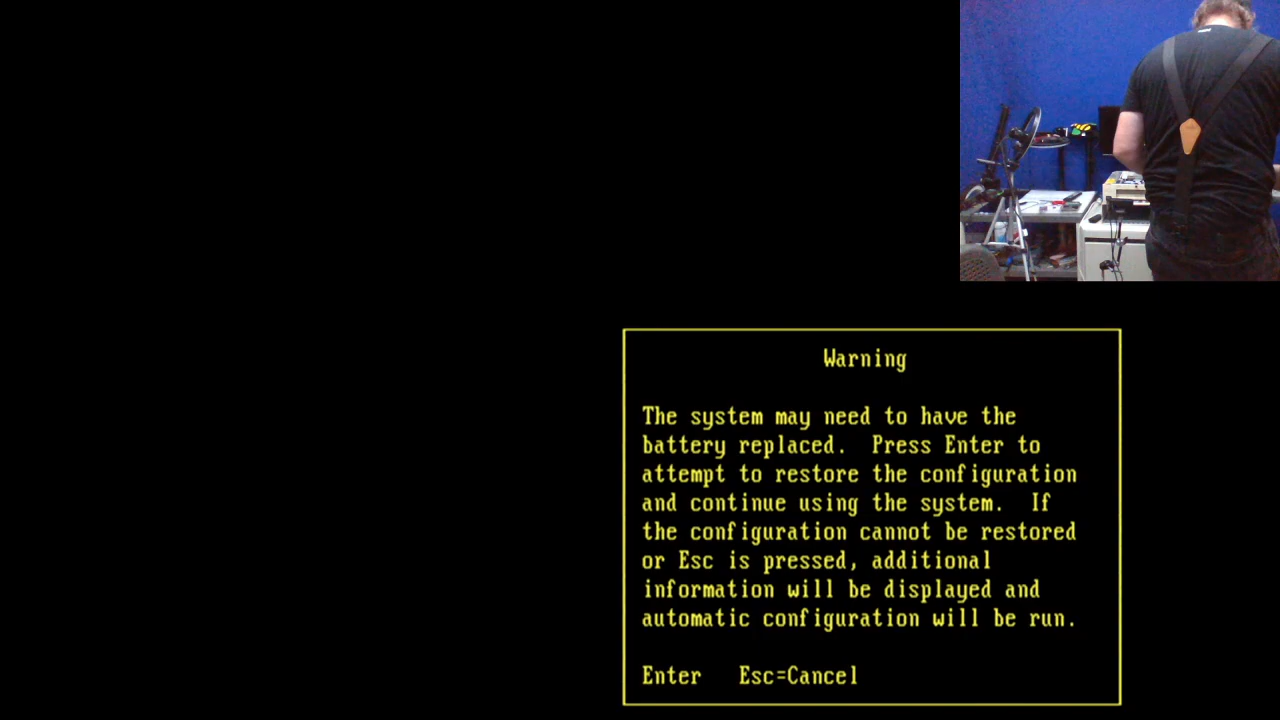 Warning
The system may need to have the
battery replaced.  Press Enter to
attempt to restore the configuration
and continue using the system.  If
the configuration cannot be restored
or Esc is pressed, additional
information will be displayed and
automatic configuration will be run.
Enter   Esc=Cancel